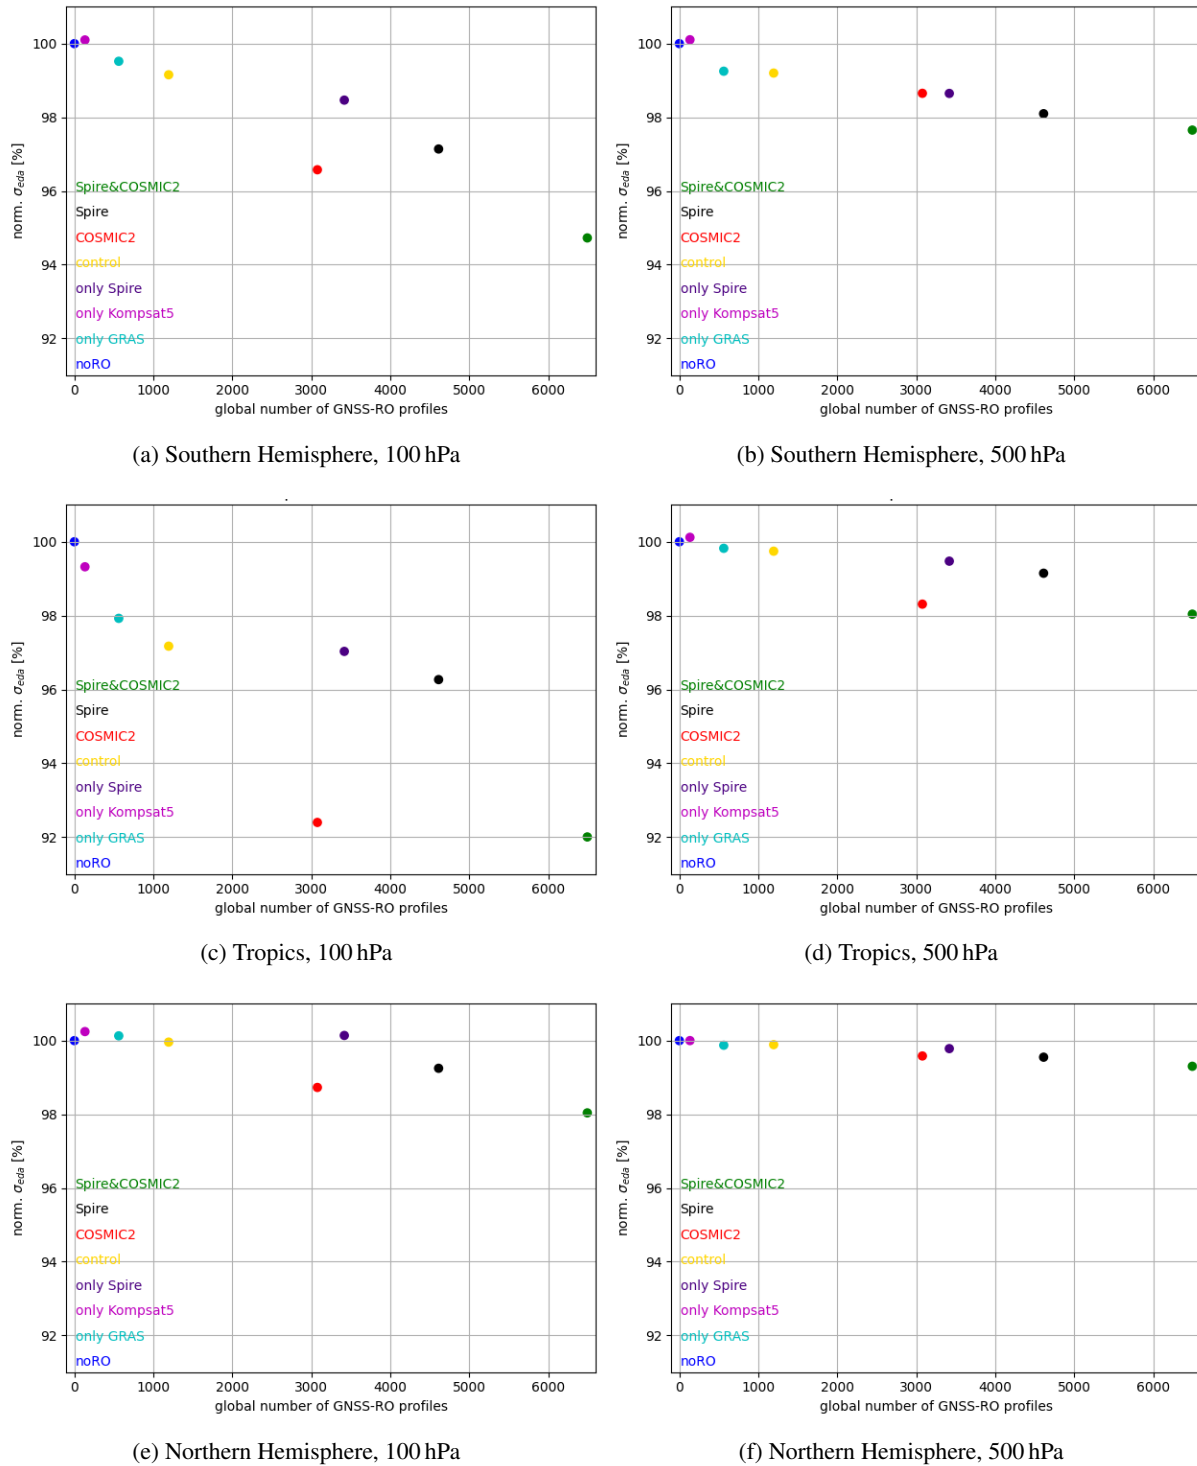 100
98
96
94
92
norm. σeda [%]
Spire&COSMIC2
Spire
COSMIC2
control
only Spire
only Kompsat5
only GRAS
noRO
0 1000 2000 3000 4000 5000 6000
global number of GNSS-RO profiles
(a) Southern Hemisphere, 100 hPa
100
98
96
94
92
norm. σeda [%]
Spire&COSMIC2
Spire
COSMIC2
control
only Spire
only Kompsat5
only GRAS
noRO
0 1000 2000 3000 4000 5000 6000
global number of GNSS-RO profiles
(b) Southern Hemisphere, 500 hPa
100
98
96
94
92
norm. σeda [%]
Spire&COSMIC2
Spire
COSMIC2
control
only Spire
only Kompsat5
only GRAS
noRO
0 1000 2000 3000 4000 5000 6000
global number of GNSS-RO profiles
(c) Tropics, 100 hPa
100
98
96
94
92
norm. σeda [%]
Spire&COSMIC2
Spire
COSMIC2
control
only Spire
only Kompsat5
only GRAS
noRO
0 1000 2000 3000 4000 5000 6000
global number of GNSS-RO profiles
(d) Tropics, 500 hPa
100
98
96
94
92
norm. σeda [%]
Spire&COSMIC2
Spire
COSMIC2
control
only Spire
only Kompsat5
only GRAS
noRO
0 1000 2000 3000 4000 5000 6000
global number of GNSS-RO profiles
(e) Northern Hemisphere, 100 hPa
100
98
96
94
92
norm. σeda [%]
Spire&COSMIC2
Spire
COSMIC2
control
only Spire
only Kompsat5
only GRAS
noRO
0 1000 2000 3000 4000 5000 6000
global number of GNSS-RO profiles
(f) Northern Hemisphere, 500 hPa